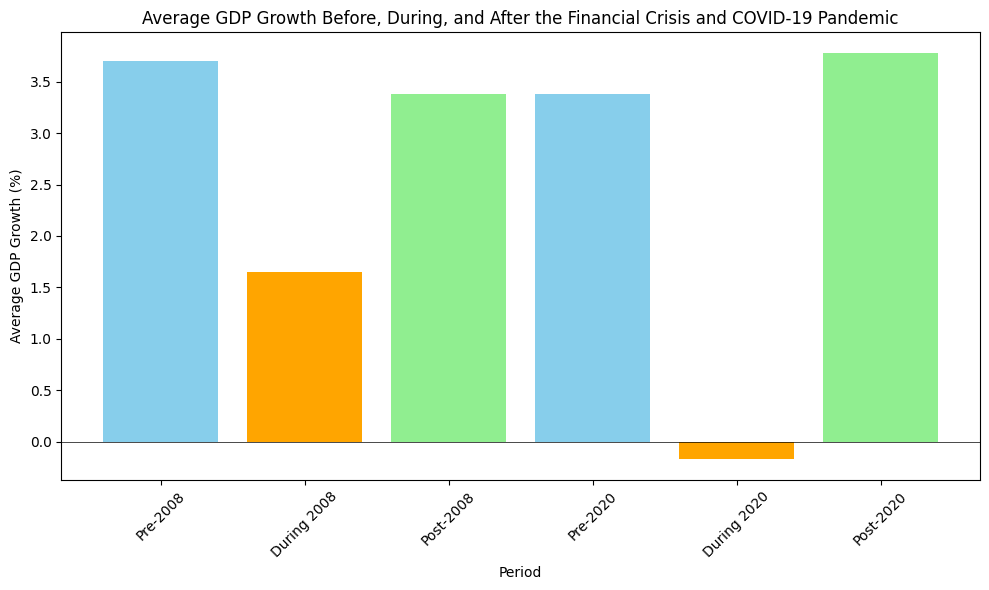 Average GDP Growth Before, During, and After the Financial Crisis and COVID-19 Pandemic
Average GDP Growth (%)
3.5
3.0
2.5
2.0
1.5
1.0
0.5
0.0
Pre-2008
During 2008
Post-2008
Pre-2020
During 2020
Post-2020
Period